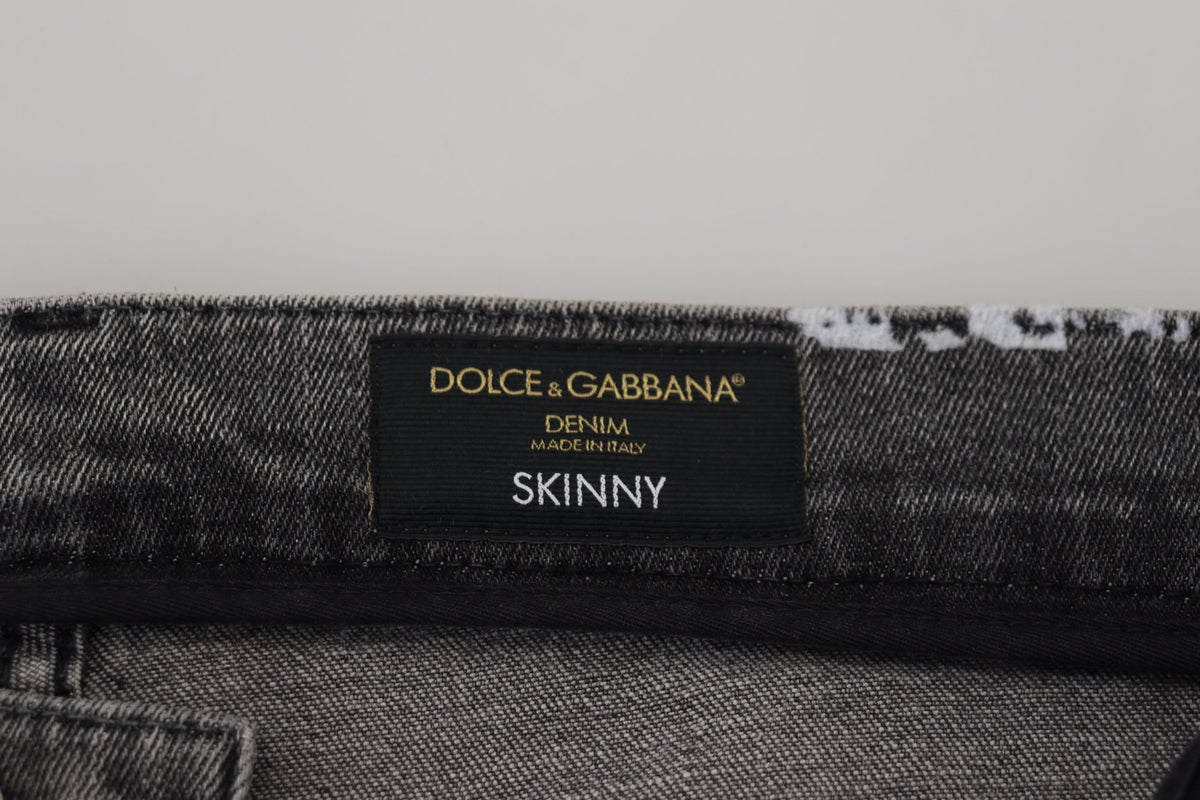 DOLCE & GABBANA®
DENIM
MADE IN ITALY
SKINNY